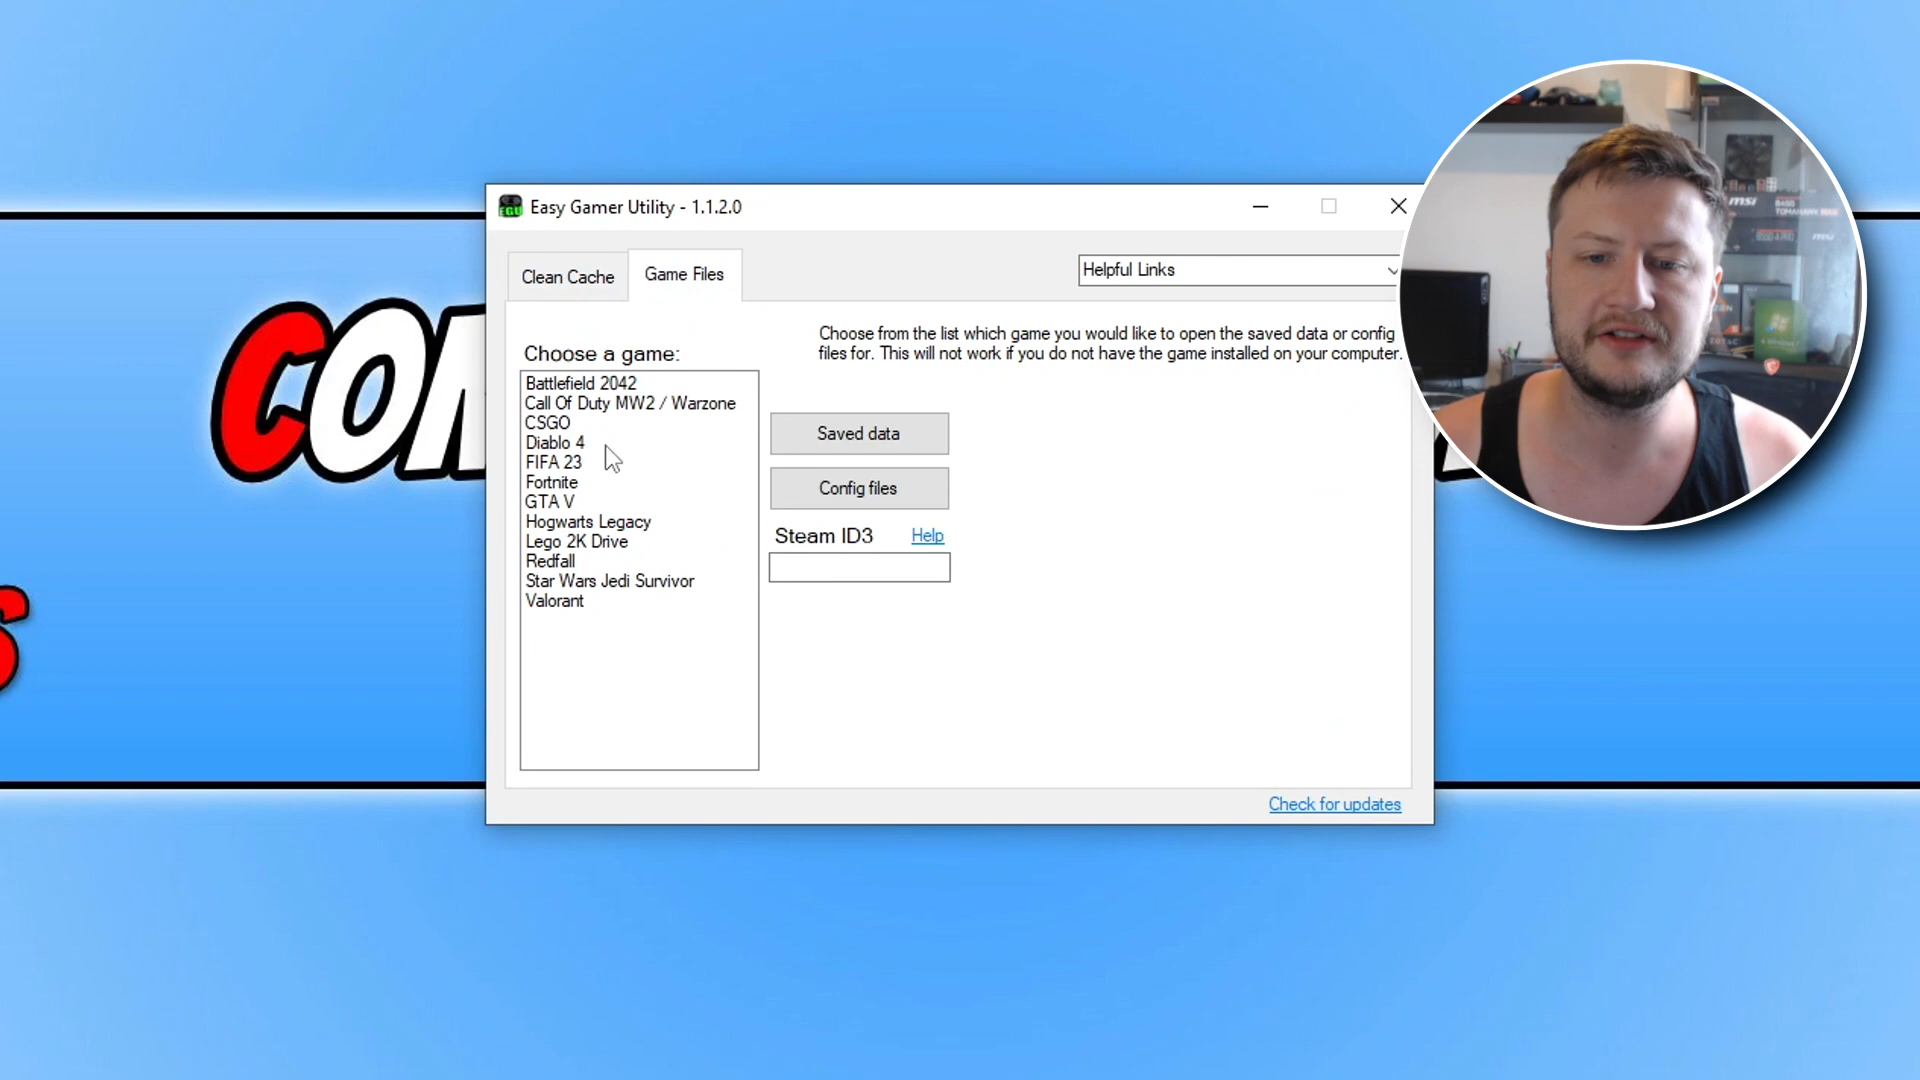 Easy Gamer Utility - 1.1.2.0
Clean Cache
Game Files
Helpful Links
Choose from the list which game you would like to open the saved data or config
files for. This will not work if you do not have the game installed on your computer.
Choose a game:
Battlefield 2042
Call Of Duty MW2 / Warzone
CSGO
Diablo 4
FIFA 23
Fortnite
GTA V
Hogwarts Legacy
Lego 2K Drive
Redfall
Star Wars Jedi Survivor
Valorant
Saved data
Config files
Steam ID3
Help
Check for updates
COM
S
msi
TOMAHAWK